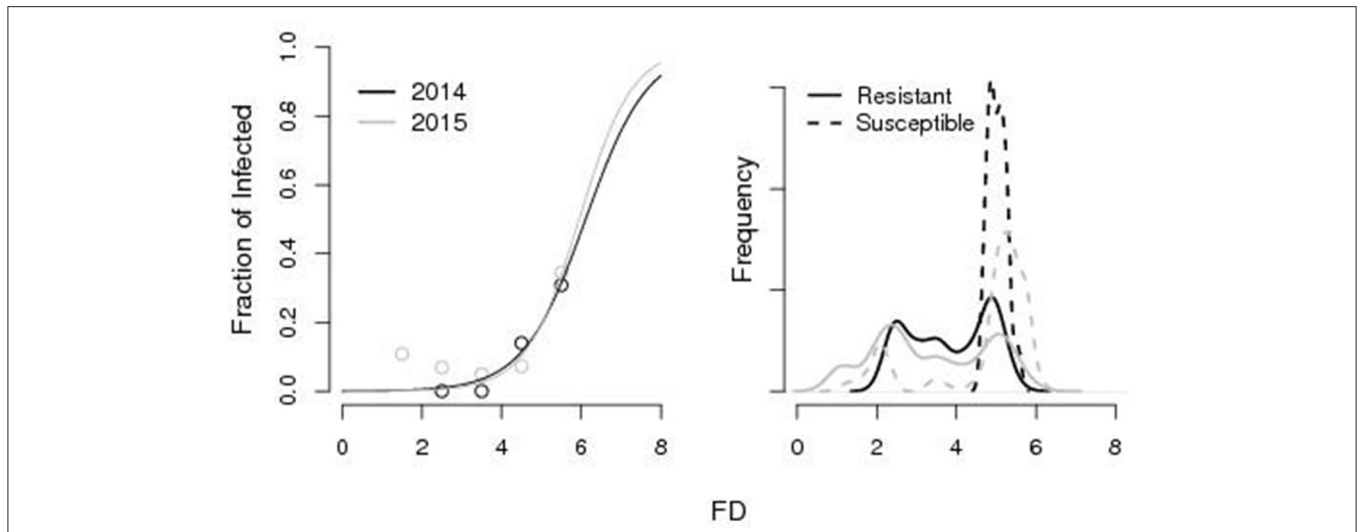 Fraction of Infected
1.0
0.8
0.6
0.4
0.2
0.0
2014
2015
0 2 4 6 8
Frequency
Resistant
Susceptible
0 2 4 6 8
FD